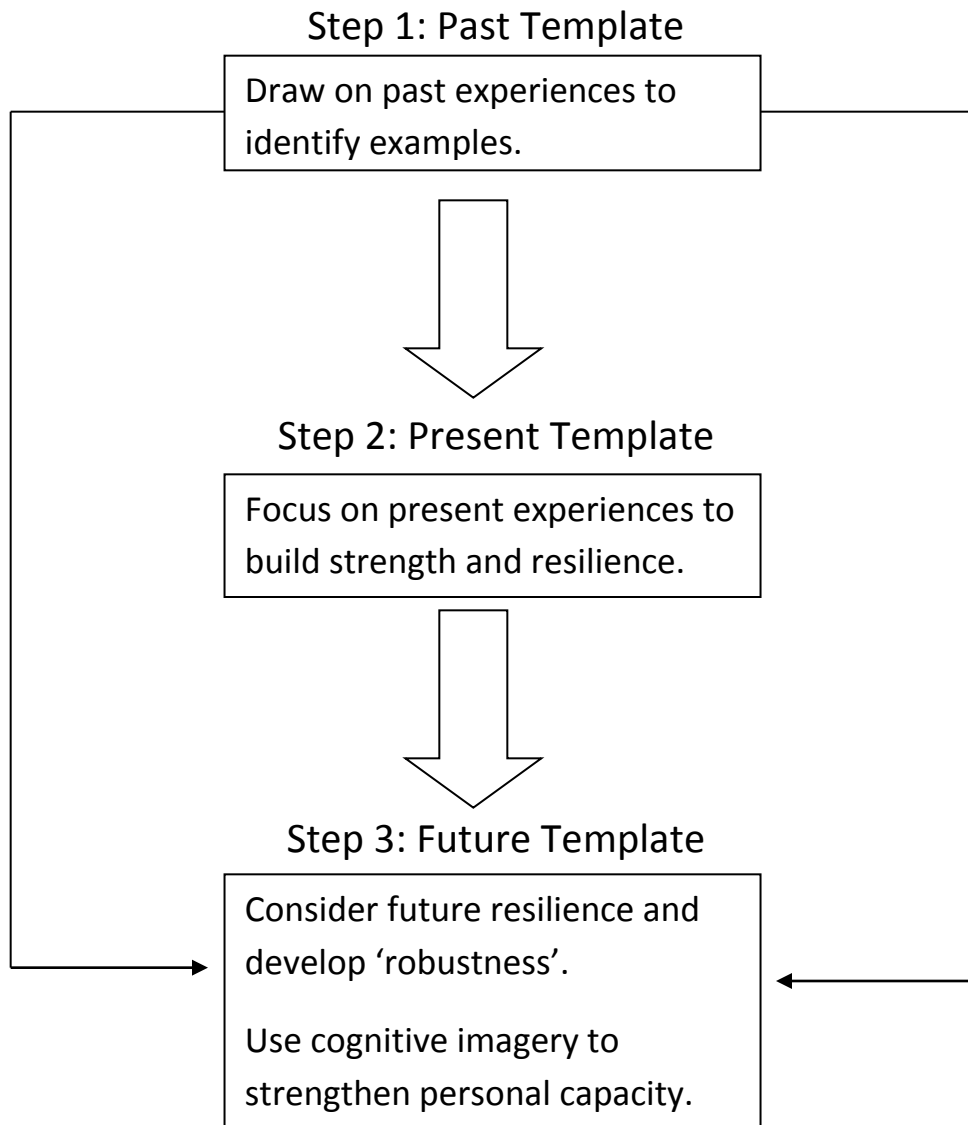 Step 1: Past Template
Draw on past experiences to
identify examples.
Step 2: Present Template
Focus on present experiences to
build strength and resilience.
Step 3: Future Template
Consider future resilience and
develop ‘robustness’.
Use cognitive imagery to
strengthen personal capacity.